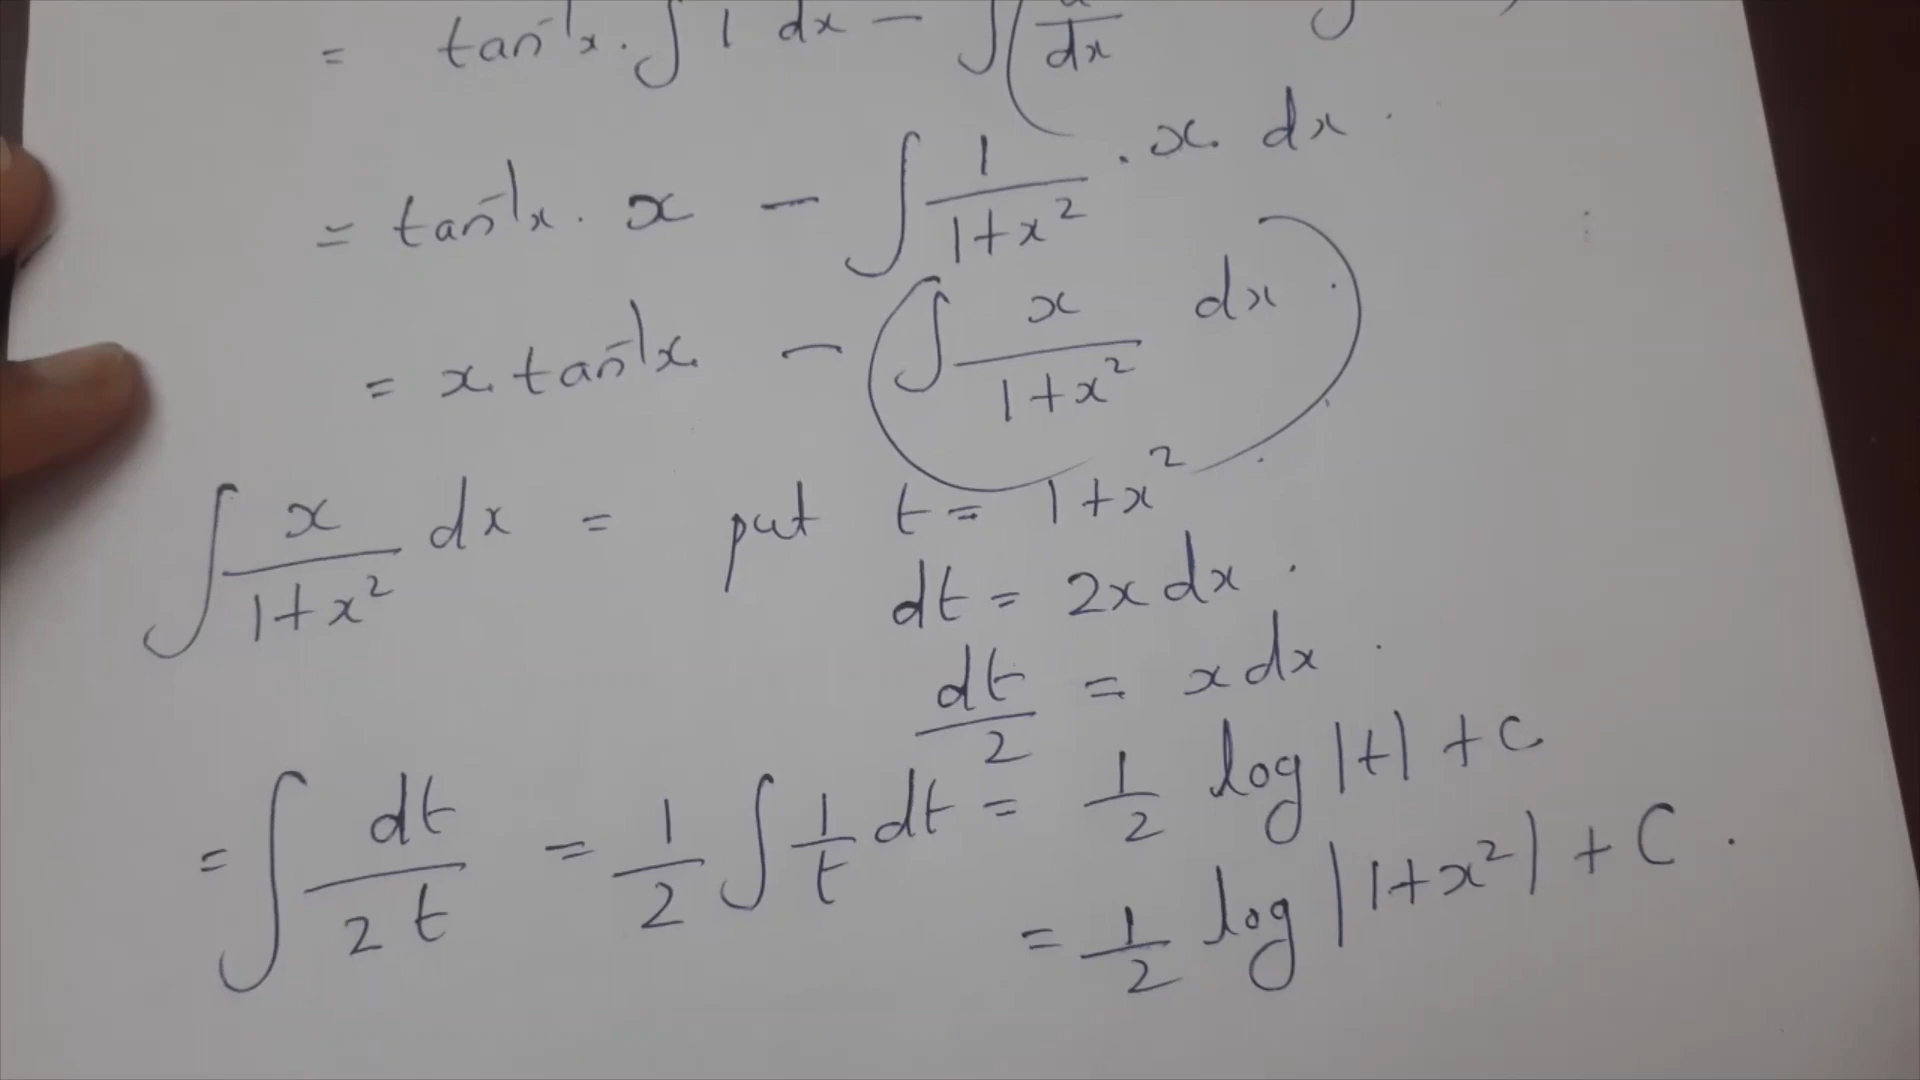 = tan⁻¹x . ∫ 1 dx − ∫( d/dx
= tan⁻¹x . x − ∫ 1/(1+x²) . x. dx .
= x. tan⁻¹x. − ∫ x/(1+x²) dx .
∫ x/(1+x²) dx = put t = 1+x²
dt = 2x dx .
dt/2 = x dx .
= ∫ dt/(2t) = 1/2 ∫ 1/t dt = 1/2 log |t| + c
= 1/2 log |1+x²| + C .